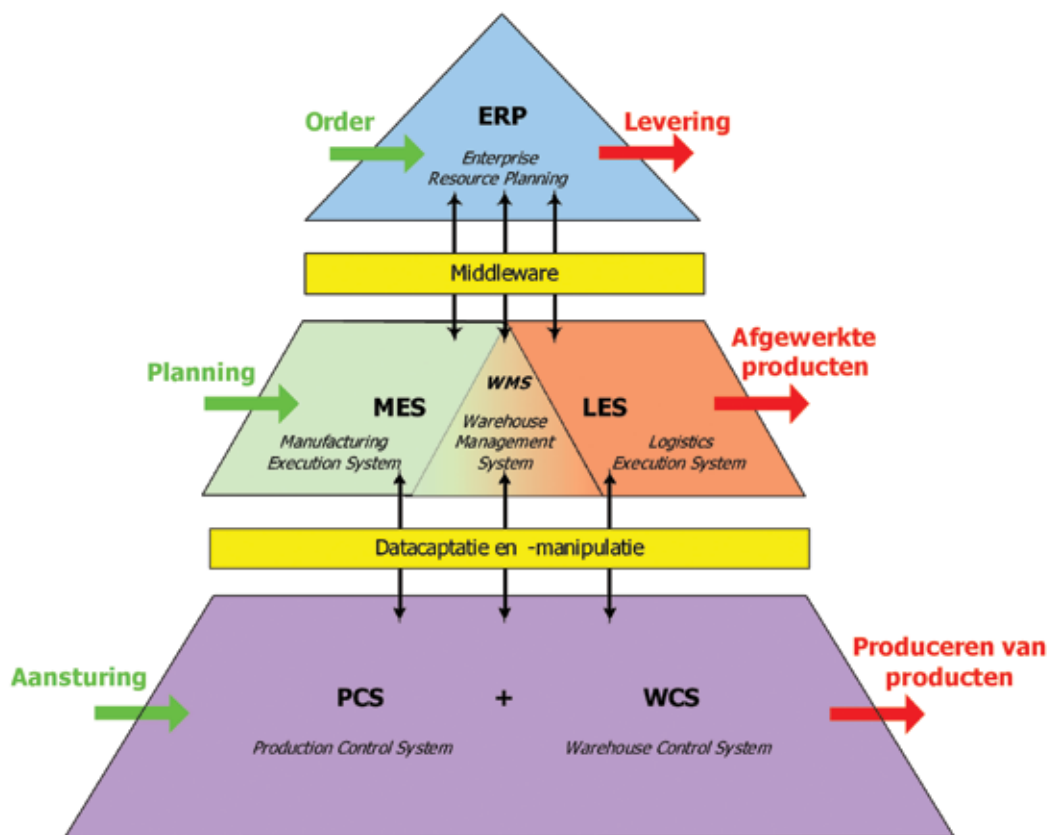 ERP
Order
Levering
Enterprise
Resource Planning
Middleware
Planning
Afgewerkte
producten
WMS
MES
LES
Warehouse
Management
System
Manufacturing
Execution System
Logistics
Execution System
Datacaptatie en -manipulatie
Aansturing
Produceren van
producten
PCS + WCS
Production Control System
Warehouse Control System